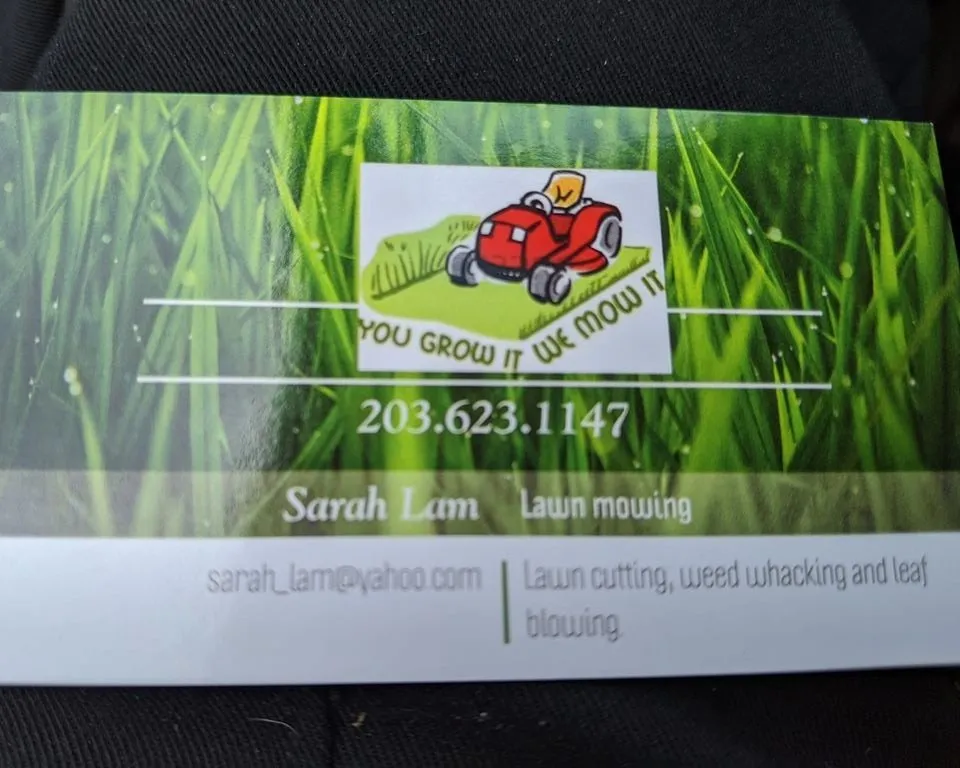 YOU GROW IT WE MOW IT
203.623.1147
Sarah Lam Lawn mowing
sarah_lam@yahoo.com
Lawn cutting, weed whacking and leaf
blowing.